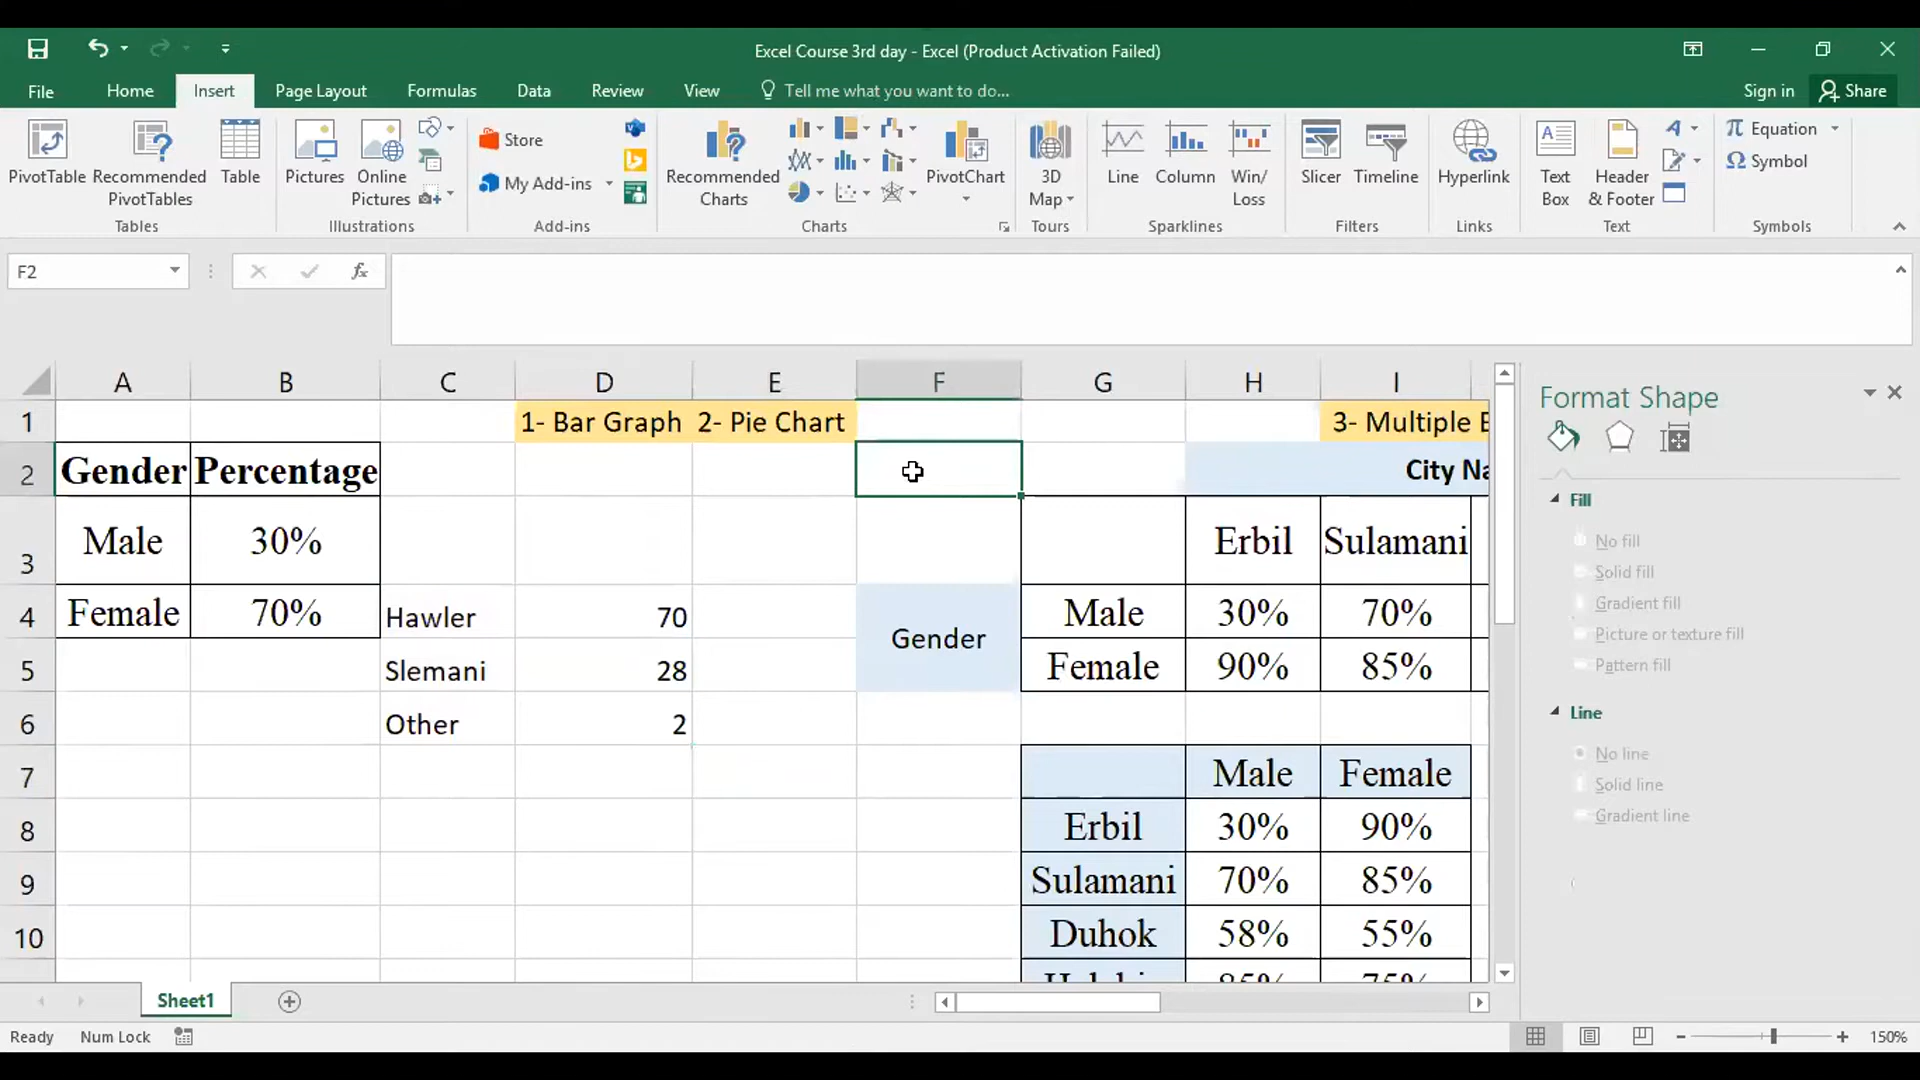 Excel Course 3rd day - Excel (Product Activation Failed)
File Home Insert Page Layout Formulas Data Review View Tell me what you want to do... Sign in Share
PivotTable Recommended PivotTables Table Pictures Online Pictures Store My Add-ins Recommended Charts PivotChart 3D Map Line Column Win/Loss Slicer Timeline Hyperlink Text Box Header & Footer Equation Symbol
Tables Illustrations Add-ins Charts Tours Sparklines Filters Links Text Symbols
F2 fx
A B C D E F G H I
1 1- Bar Graph 2- Pie Chart 3- Multiple
2 Gender Percentage City
3 Male 30% Erbil Sulamani
4 Female 70% Hawler 70 Gender Male 30% 70%
5 Slemani 28 Female 90% 85%
6 Other 2
7 Male Female
8 Erbil 30% 90%
9 Sulamani 70% 85%
10 Duhok 58% 55%
Format Shape
Fill
No fill
Solid fill
Gradient fill
Picture or texture fill
Pattern fill
Line
No line
Solid line
Gradient line
Sheet1
Ready Num Lock 150%